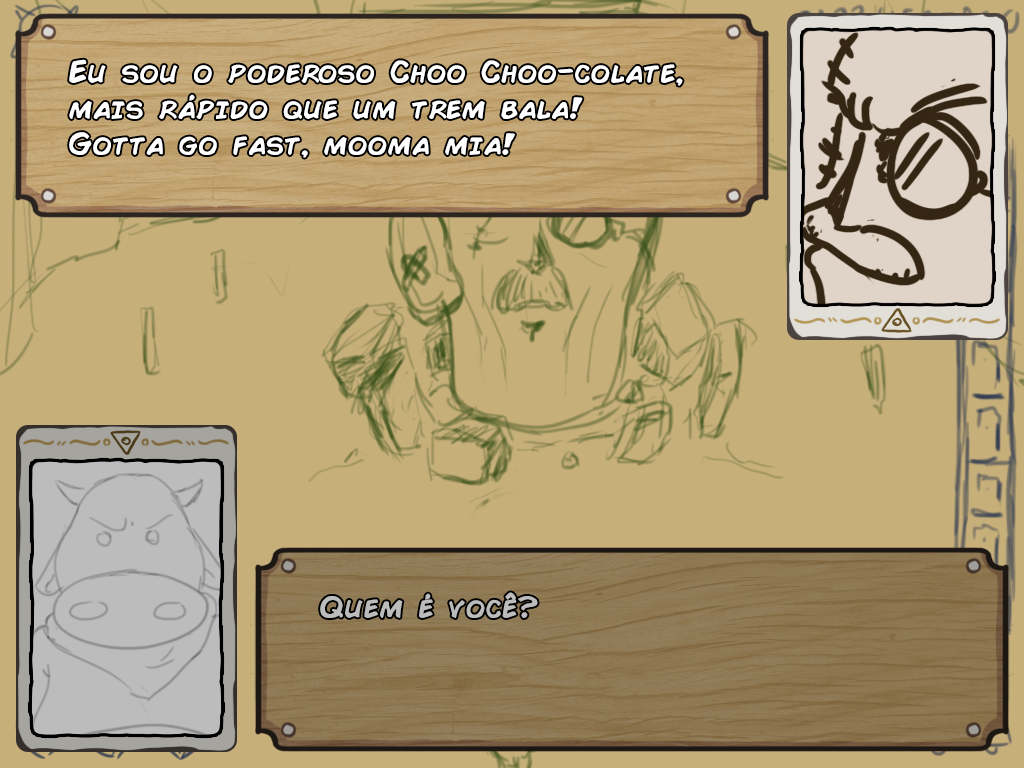 Eu sou o poderoso Choo Choo-colate,
mais rápido que um trem bala!
Gotta go fast, mooma mia!
Quem é você?